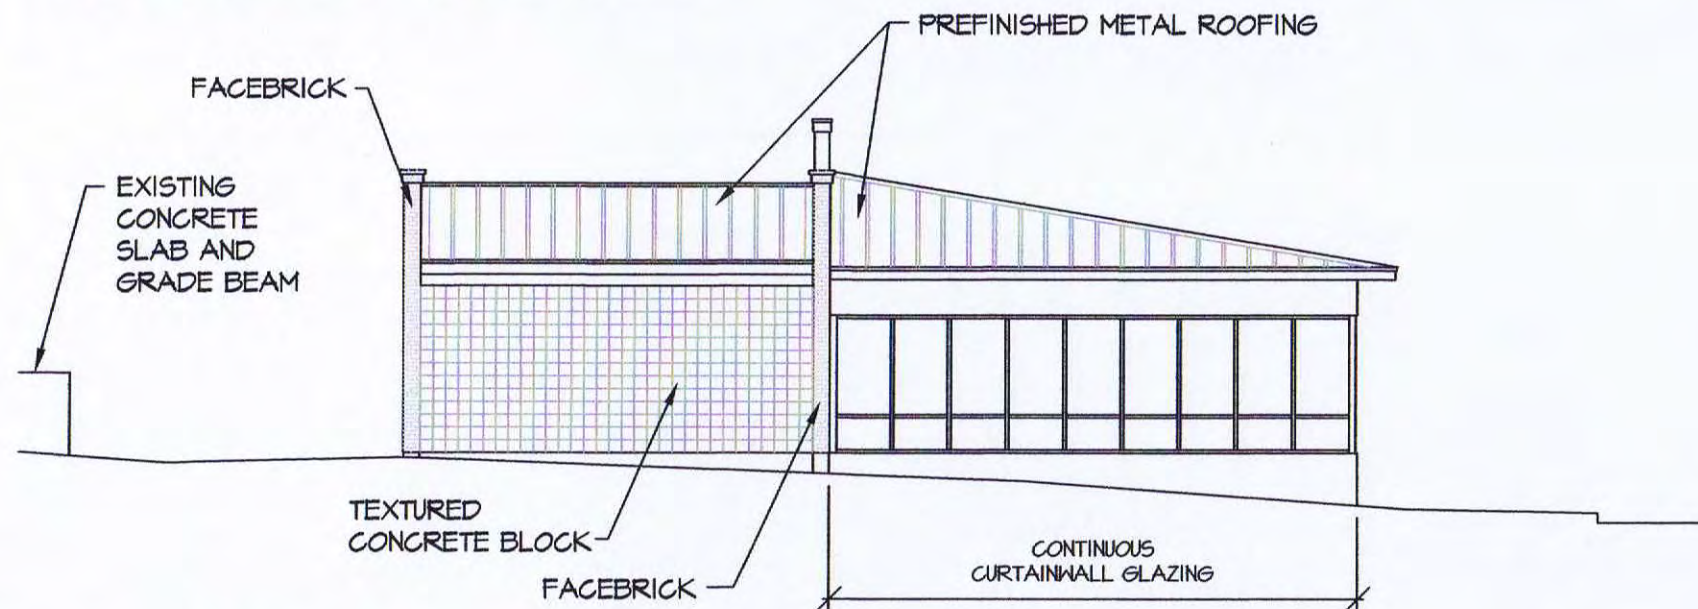 PREFINISHED METAL ROOFING
FACEBRICK
EXISTING
CONCRETE
SLAB AND
GRADE BEAM
TEXTURED
CONCRETE BLOCK
FACEBRICK
CONTINUOUS
CURTAINWALL GLAZING